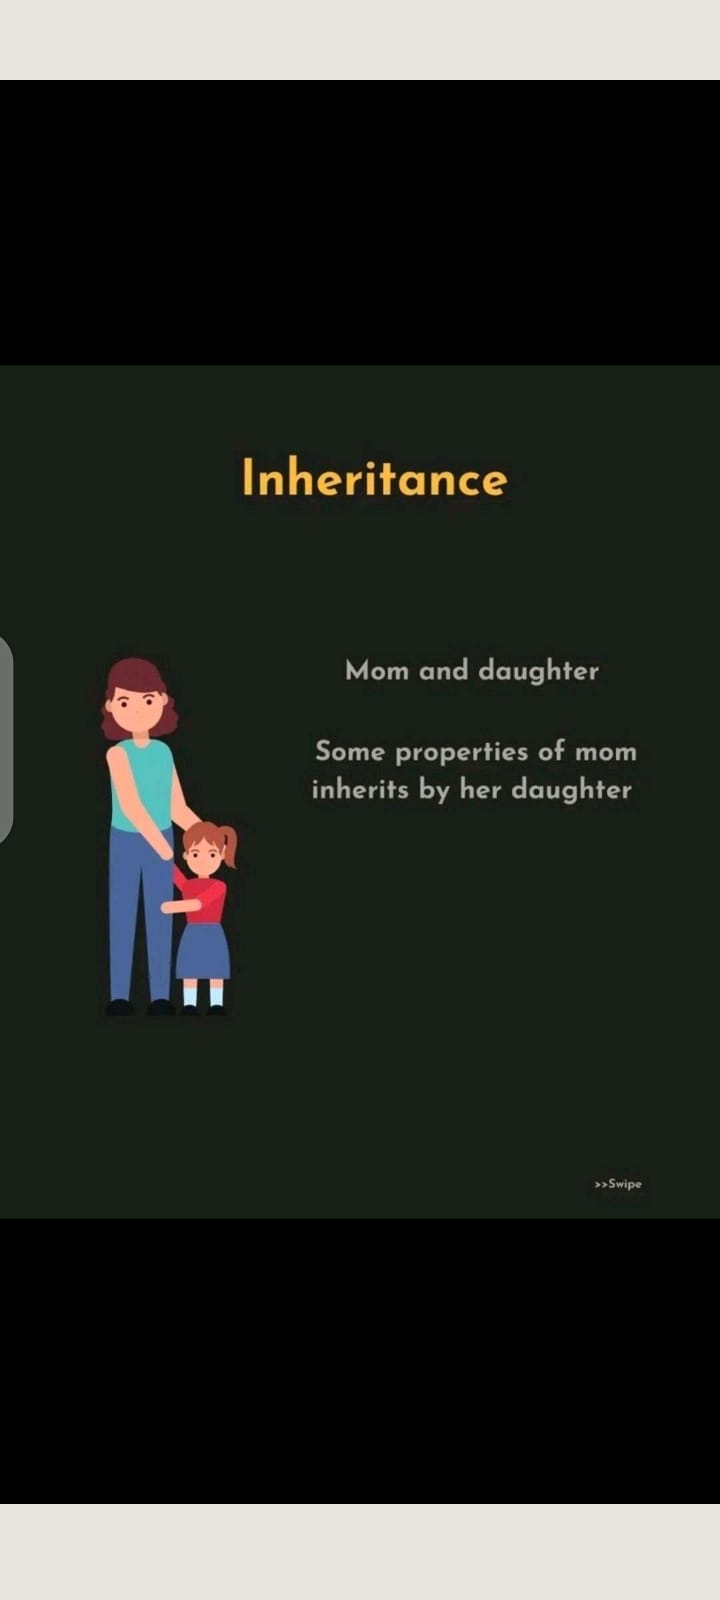 Inheritance
Mom and daughter
Some properties of mom
inherits by her daughter
>>Swipe